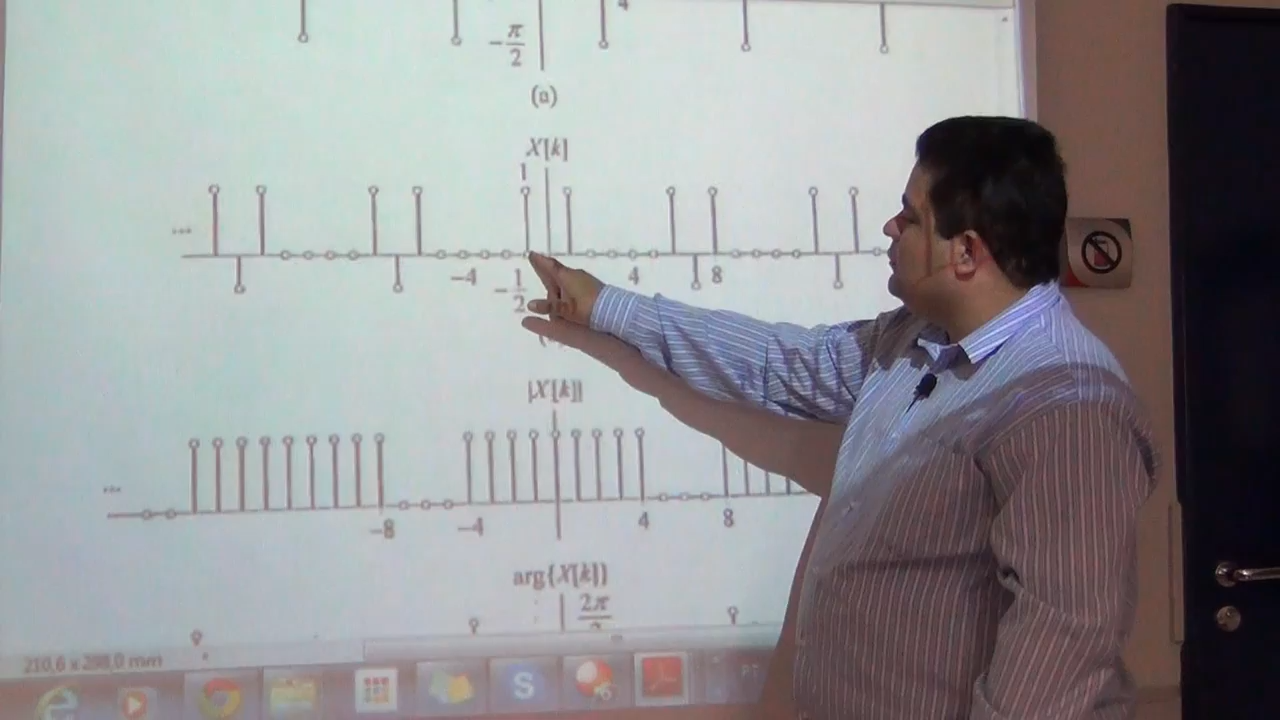 4
-π/2
(a)
X[k]
1
...
-4
-1/2
4
8
|X[k]|
...
-8
-4
4
8
arg{X[k]}
2π
210,6 x 298,0 mm
S